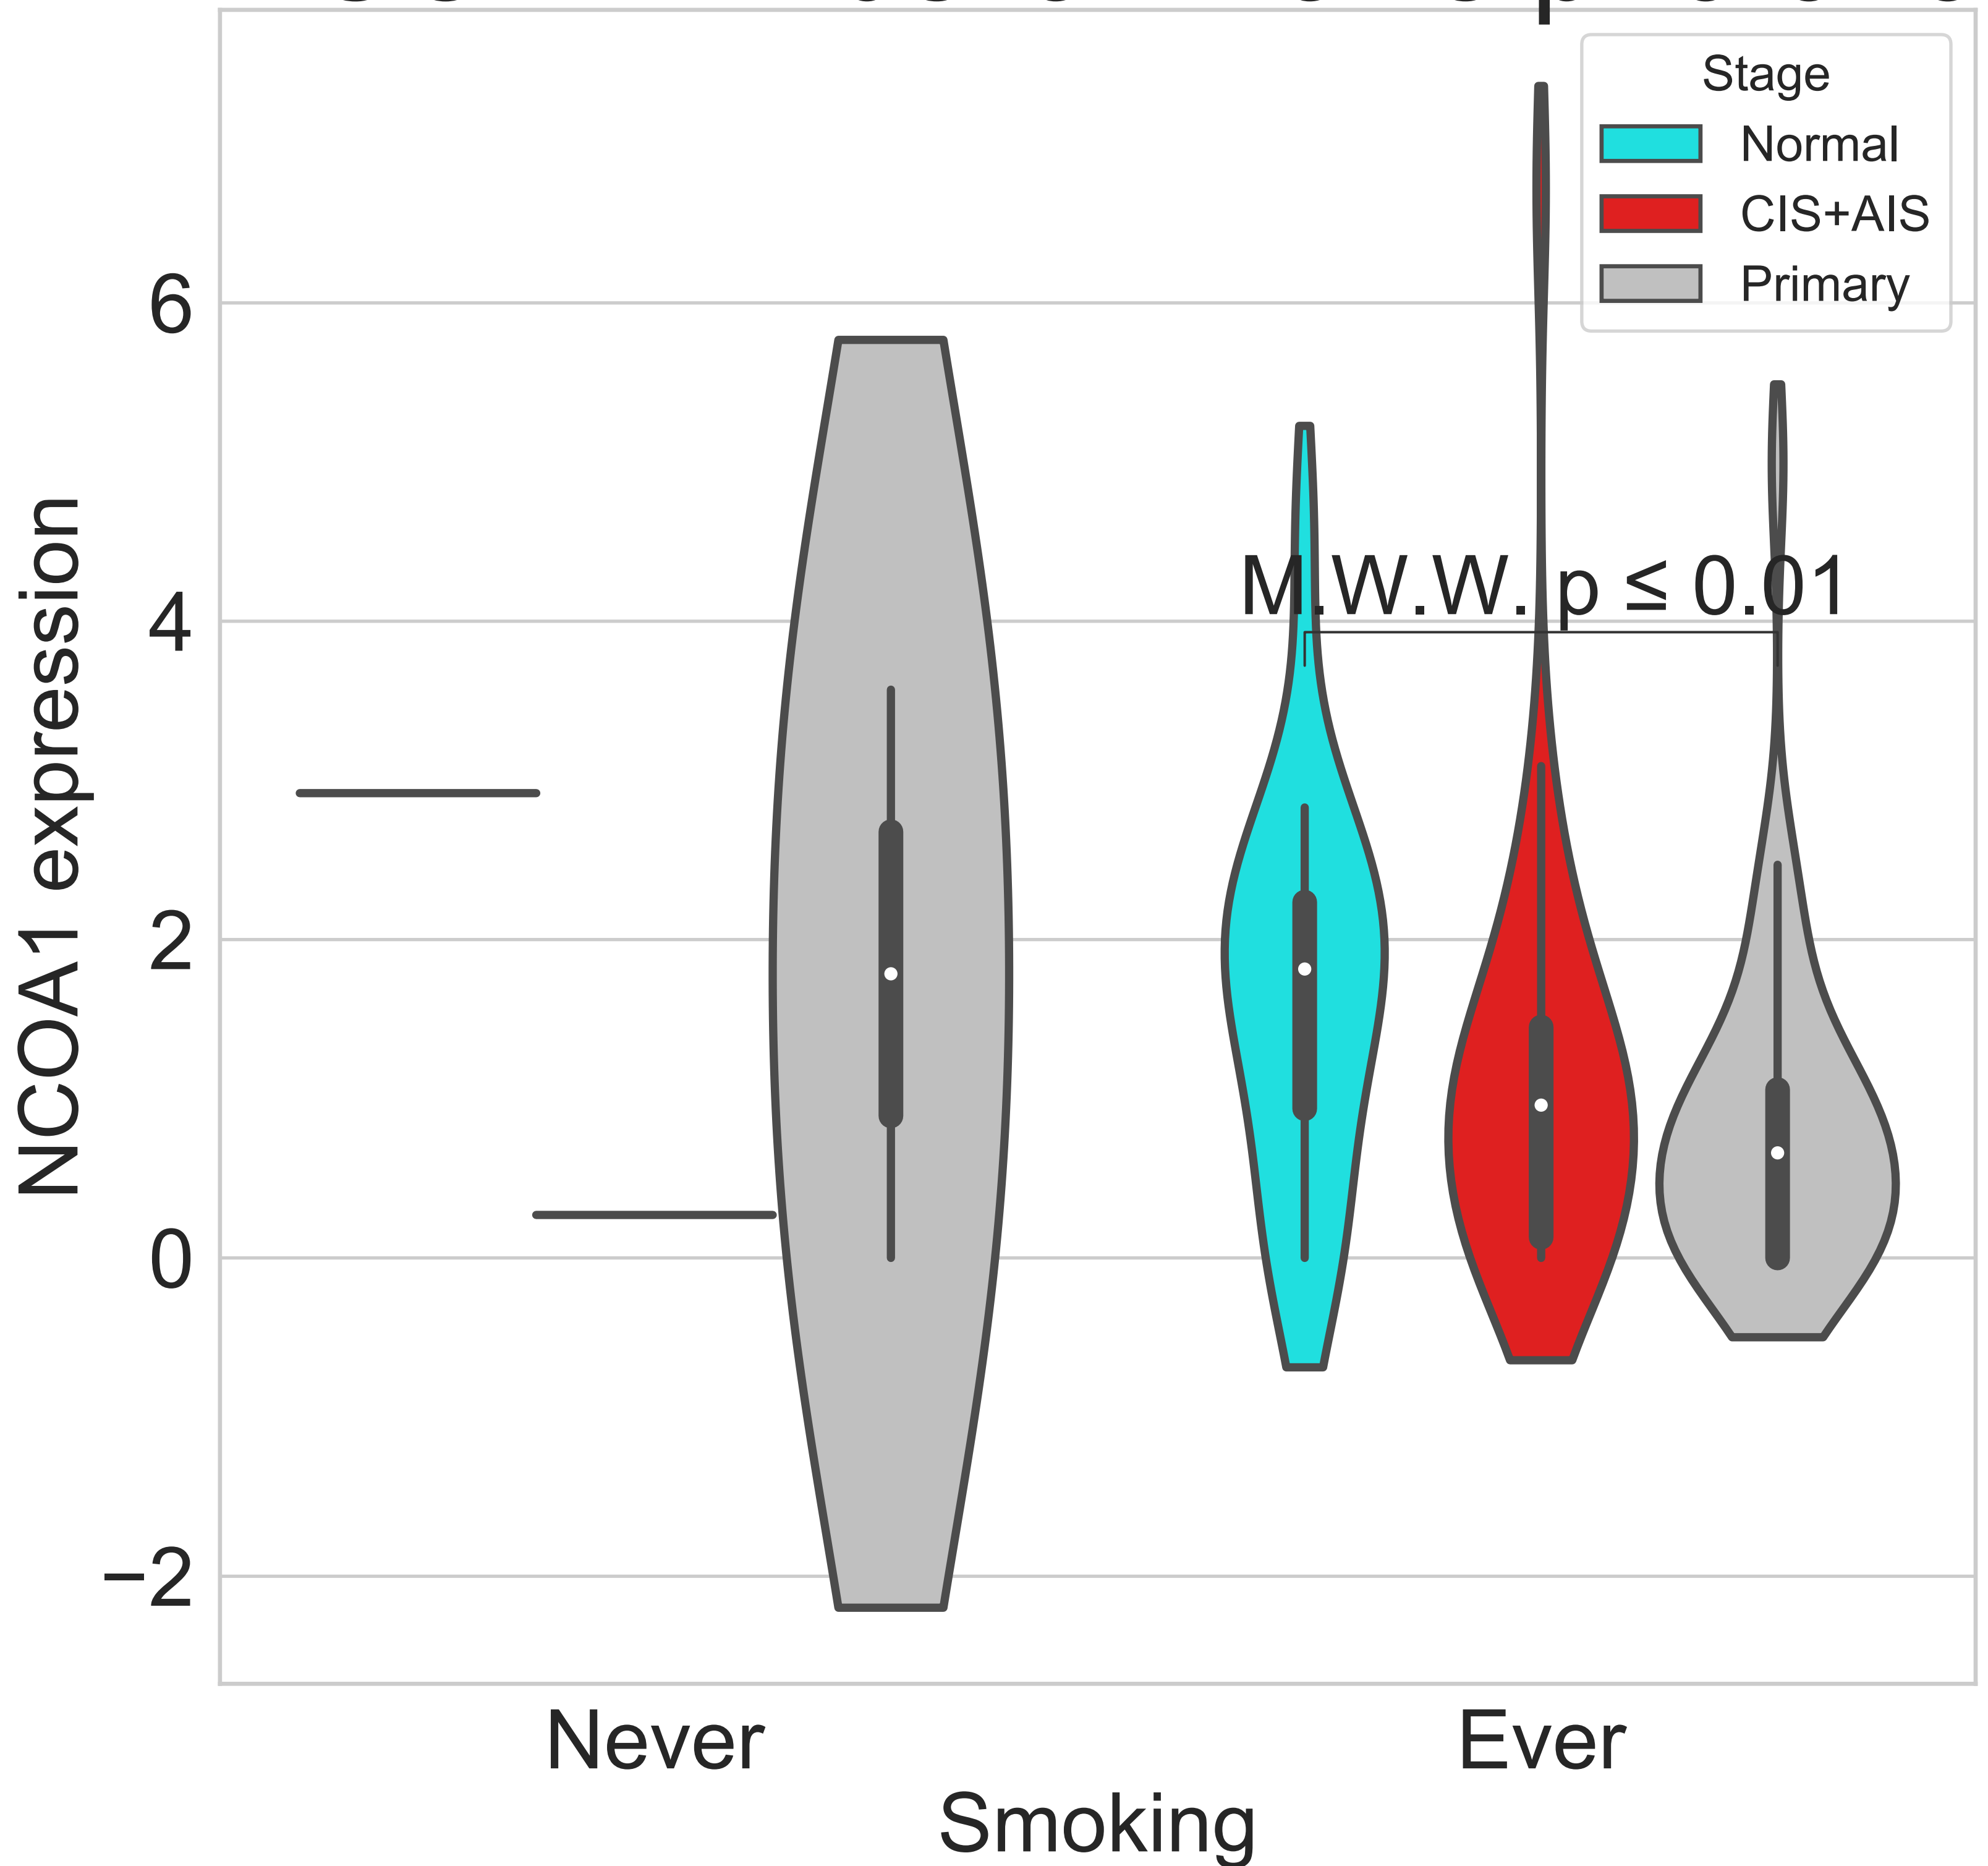 Stage
Normal
CIS+AIS
Primary
6
4
2
0
−2
NCOA1 expression
M.W.W. p ≤ 0.01
Never
Ever
Smoking